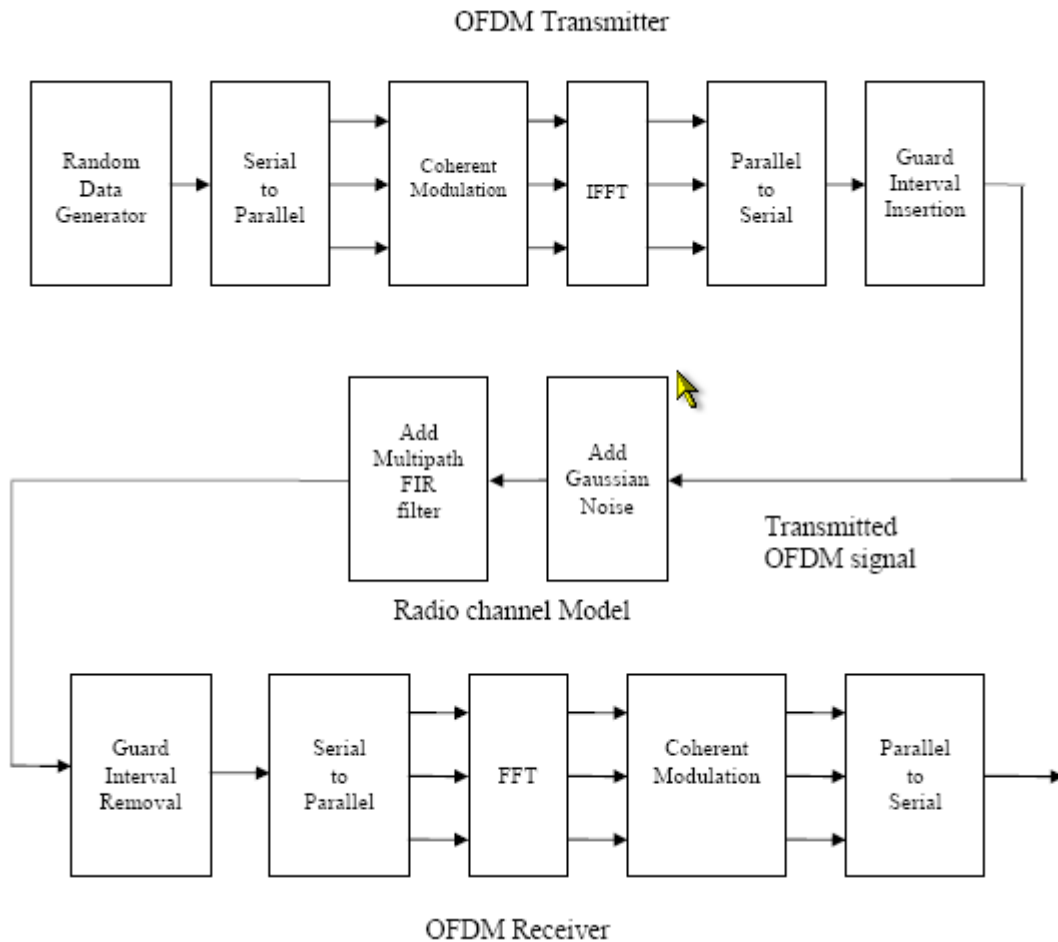 OFDM Transmitter
Random
Data
Generator
Serial
to
Parallel
Coherent
Modulation
IFFT
Parallel
to
Serial
Guard
Interval
Insertion
Add
Multipath
FIR
filter
Add
Gaussian
Noise
Transmitted
OFDM signal
Radio channel Model
Guard
Interval
Removal
Serial
to
Parallel
FFT
Coherent
Modulation
Parallel
to
Serial
OFDM Receiver